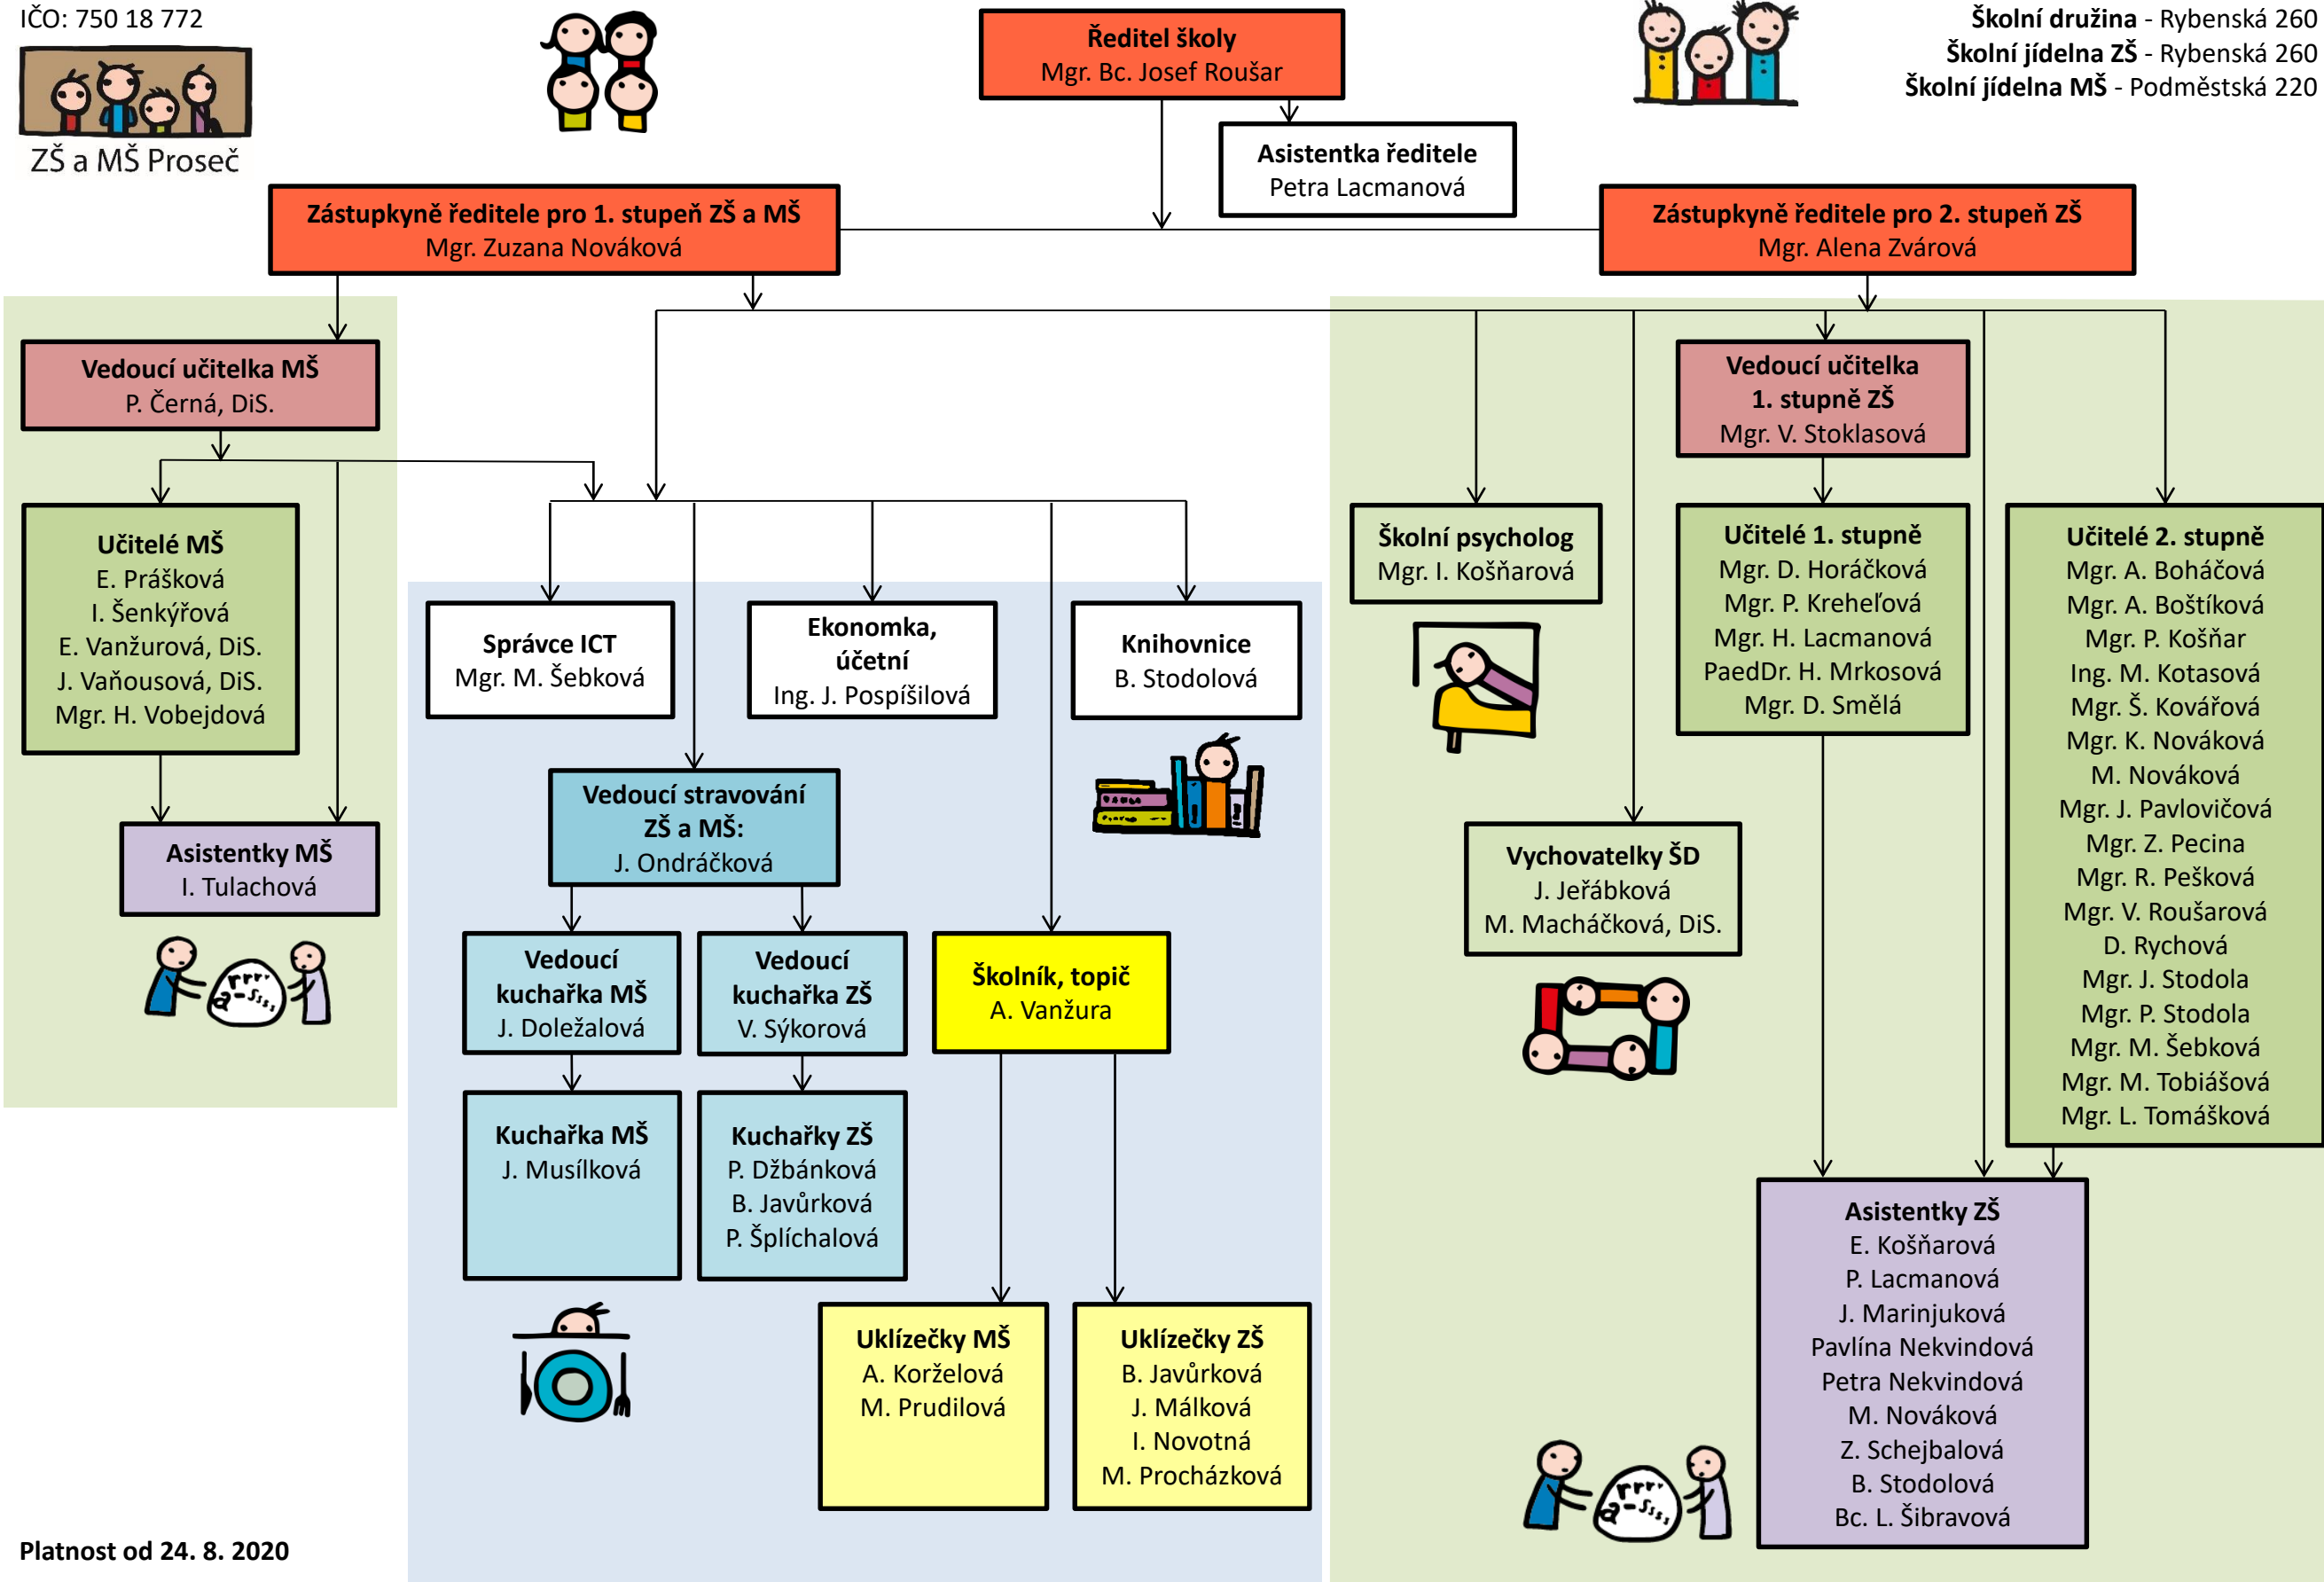 IČO: 750 18 772
ZŠ a MŠ Proseč
Školní družina - Rybenská 260
Školní jídelna ZŠ - Rybenská 260
Školní jídelna MŠ - Podměstská 220
Ředitel školy
Mgr. Bc. Josef Roušar
Asistentka ředitele
Petra Lacmanová
Zástupkyně ředitele pro 1. stupeň ZŠ a MŠ
Mgr. Zuzana Nováková
Zástupkyně ředitele pro 2. stupeň ZŠ
Mgr. Alena Zvárová
Vedoucí učitelka MŠ
P. Černá, DiS.
Vedoucí učitelka
1. stupně ZŠ
Mgr. V. Stoklasová
Učitelé MŠ
E. Prášková
I. Šenkýřová
E. Vanžurová, DiS.
J. Vaňousová, DiS.
Mgr. H. Vobejdová
Asistentky MŠ
I. Tulachová
rrrr
a-ssss
Správce ICT
Mgr. M. Šebková
Ekonomka,
účetní
Ing. J. Pospíšilová
Knihovnice
B. Stodolová
Vedoucí stravování
ZŠ a MŠ:
J. Ondráčková
Vedoucí
kuchařka MŠ
J. Doležalová
Vedoucí
kuchařka ZŠ
V. Sýkorová
Školník, topič
A. Vanžura
Kuchařka MŠ
J. Musílková
Kuchařky ZŠ
P. Džbánková
B. Javůrková
P. Šplíchalová
Uklízečky MŠ
A. Korželová
M. Prudilová
Uklízečky ZŠ
B. Javůrková
J. Málková
I. Novotná
M. Procházková
Školní psycholog
Mgr. I. Košňarová
Vychovatelky ŠD
J. Jeřábková
M. Macháčková, DiS.
Učitelé 1. stupně
Mgr. D. Horáčková
Mgr. P. Kreheľová
Mgr. H. Lacmanová
PaedDr. H. Mrkosová
Mgr. D. Smělá
Učitelé 2. stupně
Mgr. A. Boháčová
Mgr. A. Boštíková
Mgr. P. Košňar
Ing. M. Kotasová
Mgr. Š. Kovářová
Mgr. K. Nováková
M. Nováková
Mgr. J. Pavlovičová
Mgr. Z. Pecina
Mgr. R. Pešková
Mgr. V. Roušarová
D. Rychová
Mgr. J. Stodola
Mgr. P. Stodola
Mgr. M. Šebková
Mgr. M. Tobiášová
Mgr. L. Tomášková
Asistentky ZŠ
E. Košňarová
P. Lacmanová
J. Marinjuková
Pavlína Nekvindová
Petra Nekvindová
M. Nováková
Z. Schejbalová
B. Stodolová
Bc. L. Šibravová
rrrr
a-ssss
Platnost od 24. 8. 2020